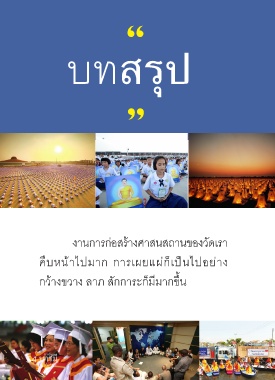 “
บทสรุป
”
งานการก่อสร้างศาสนสถานของวัดเรา
คืบหน้าไปมาก การเผยแผ่ก็เป็นไปอย่าง
กว้างขวาง ลาภ สักการะก็มีมากขึ้น